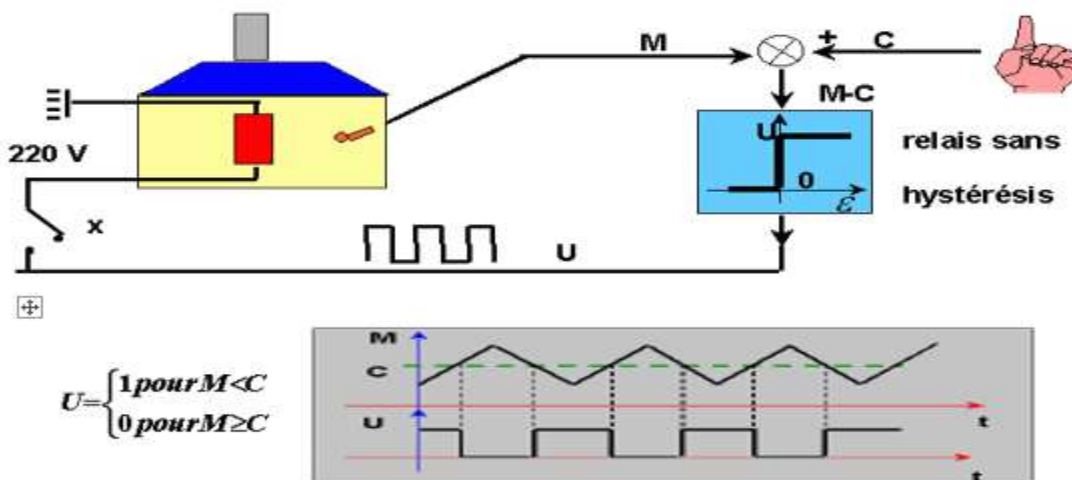 M + C
M-C
220 V
U
0
ε
relais sans
hystérésis
x
U
M
C
t
U
t
U={1 pour M<C
0 pour M≥C